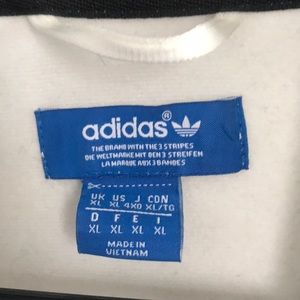 adidas®
THE BRAND WITH THE 3 STRIPES
DIE WELTMARKE MIT DEN 3 STREIFEN
LA MARQUE AUX 3 BANDES
UK US J CDN
XL XL 4XO XL/TG
D F E I
XL XL XL XL
MADE IN
VIETNAM